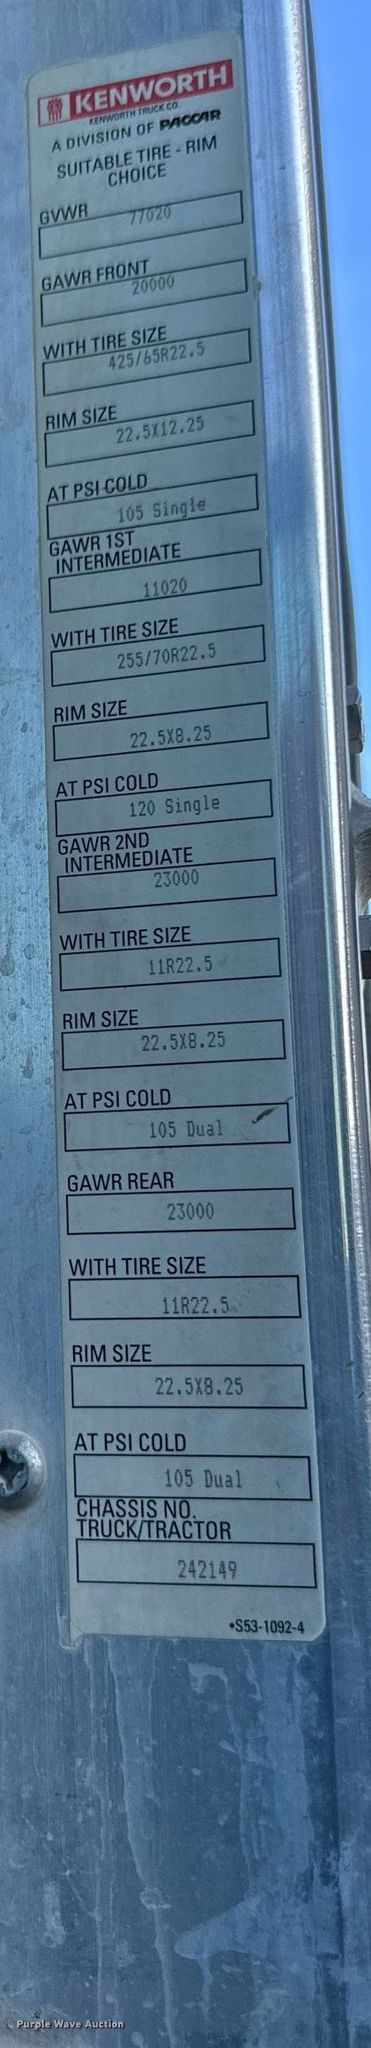 KENWORTH
KENWORTH TRUCK CO.
A DIVISION OF PACCAR
SUITABLE TIRE - RIM
CHOICE
GVWR
77020
GAWR FRONT
20000
WITH TIRE SIZE
425/65R22.5
RIM SIZE
22.5X12.25
AT PSI COLD
105 Single
GAWR 1ST
INTERMEDIATE
11020
WITH TIRE SIZE
255/70R22.5
RIM SIZE
22.5X8.25
AT PSI COLD
120 Single
GAWR 2ND
INTERMEDIATE
23000
WITH TIRE SIZE
11R22.5
RIM SIZE
22.5X8.25
AT PSI COLD
105 Dual
GAWR REAR
23000
WITH TIRE SIZE
11R22.5
RIM SIZE
22.5X8.25
AT PSI COLD
105 Dual
CHASSIS NO.
TRUCK/TRACTOR
242149
•S53-1092-4
Purple Wave Auction